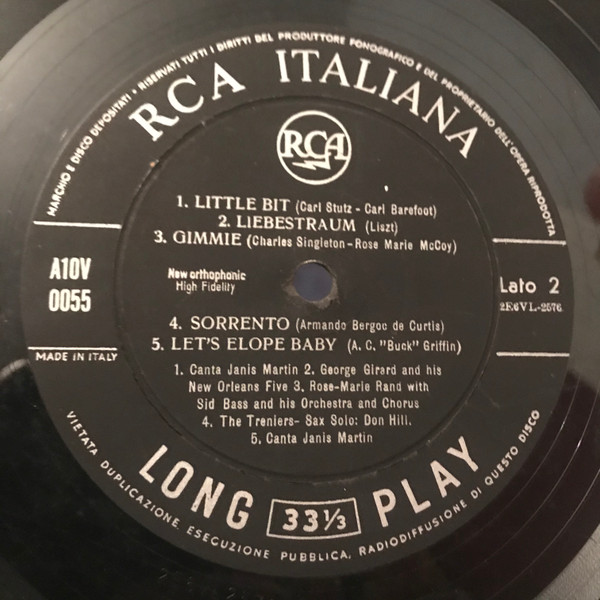 MARCHIO E DISCO DEPOSITATI • RISERVATI TUTTI I DIRITTI DEL PRODUTTORE FONOGRAFICO E DEL PROPRIETARIO DELL'OPERA RIPRODOTTA
RCA ITALIANA
RCA
1. LITTLE BIT (Carl Stutz - Carl Barefoot)
2. LIEBESTRAUM (Liszt)
3. GIMMIE (Charles Singleton - Rose Marie McCoy)
A10V
0055
New orthophonic
High Fidelity
Lato 2
2E6VL-2576
4. SORRENTO (Armando Bergoc de Curtis)
5. LET'S ELOPE BABY (A. C. "Buck" Griffin)
MADE IN ITALY
1. Canta Janis Martin 2. George Girard and his
New Orleans Five 3. Rose-Marie Rand with
Sid Bass and his Orchestra and Chorus
4. The Treniers- Sax Solo: Don Hill.
5. Canta Janis Martin
LONG 33 1/3 PLAY
VIETATA DUPLICAZIONE, ESECUZIONE PUBBLICA, RADIODIFFUSIONE DI QUESTO DISCO